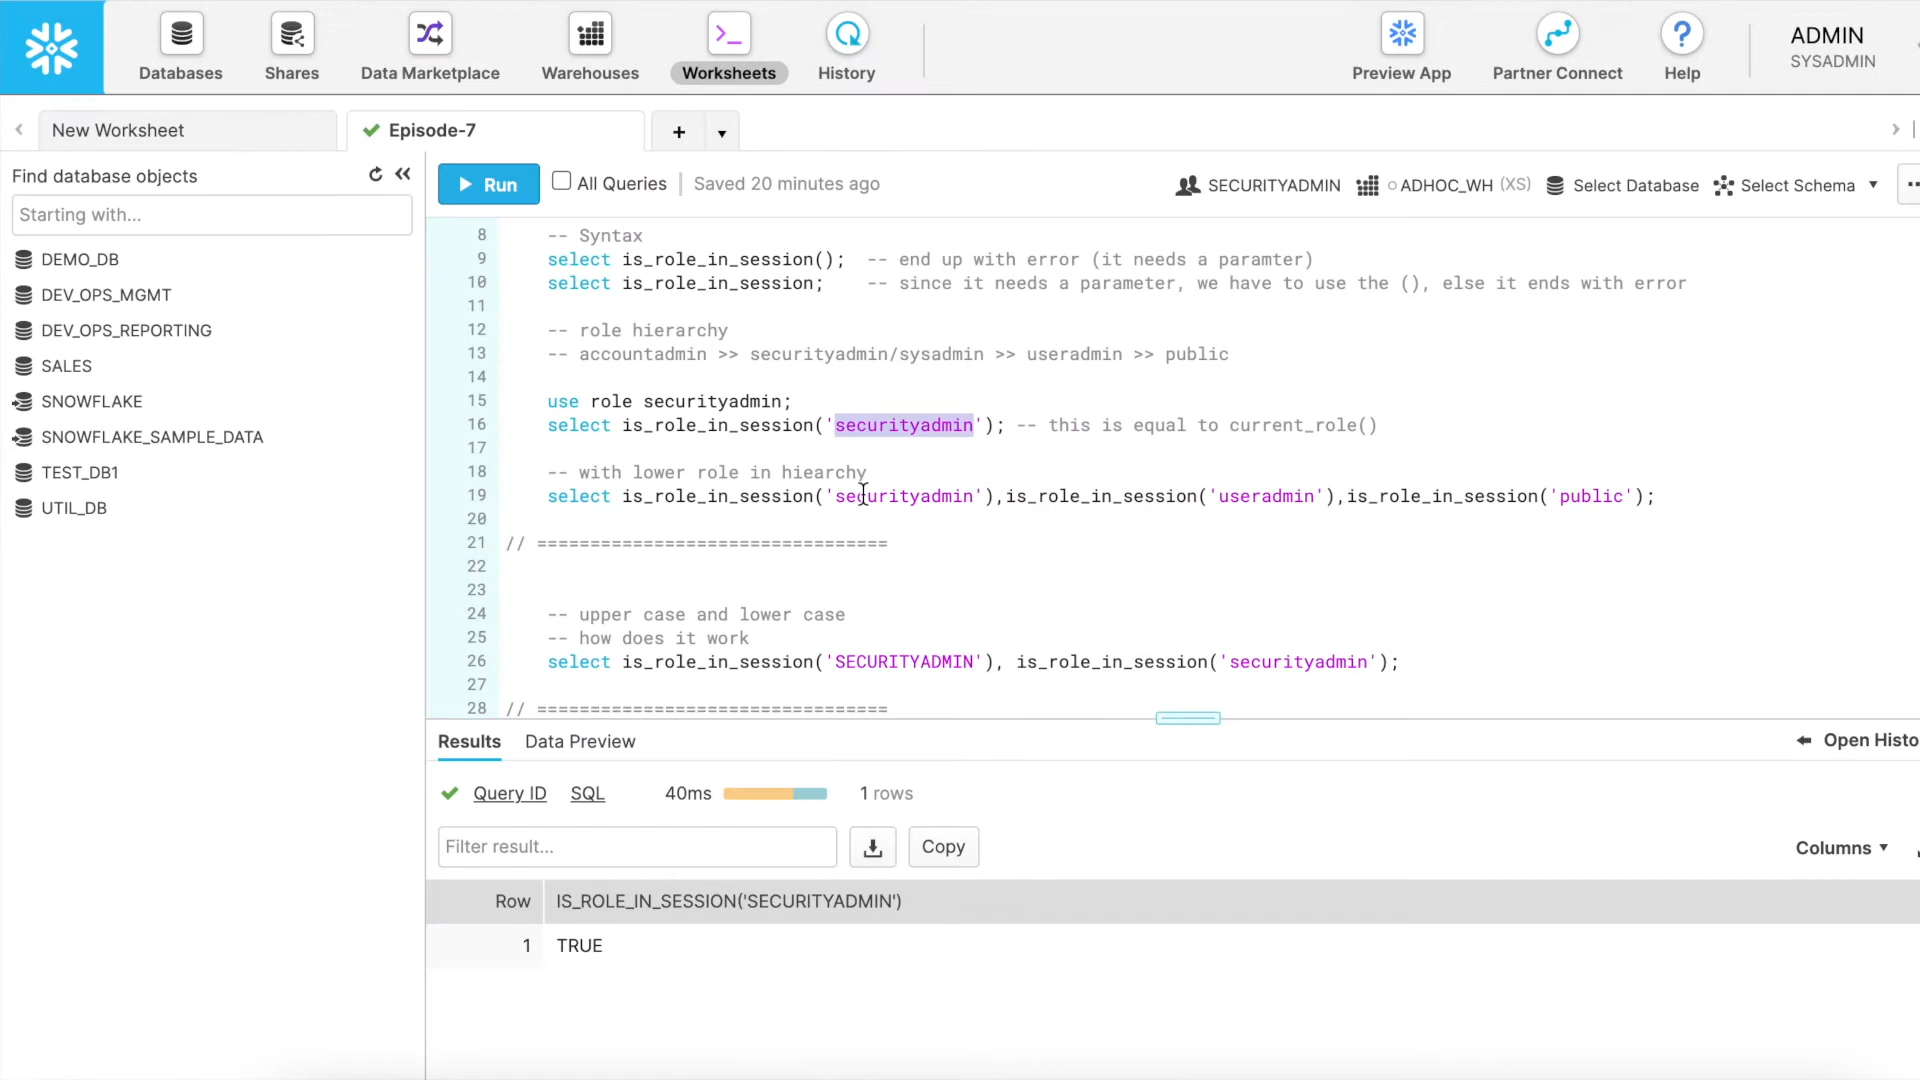 Databases
Shares
Data Marketplace
Warehouses
Worksheets
History
Preview App
Partner Connect
Help
ADMIN
SYSADMIN
New Worksheet
Episode-7
Find database objects
Starting with...
DEMO_DB
DEV_OPS_MGMT
DEV_OPS_REPORTING
SALES
SNOWFLAKE
SNOWFLAKE_SAMPLE_DATA
TEST_DB1
UTIL_DB
Run All Queries Saved 20 minutes ago SECURITYADMIN ADHOC_WH (XS) Select Database Select Schema
8 -- Syntax
9 select is_role_in_session(); -- end up with error (it needs a paramter)
10 select is_role_in_session; -- since it needs a parameter, we have to use the (), else it ends with error
11
12 -- role hierarchy
13 -- accountadmin >> securityadmin/sysadmin >> useradmin >> public
14
15 use role securityadmin;
16 select is_role_in_session('securityadmin'); -- this is equal to current_role()
17
18 -- with lower role in hiearchy
19 select is_role_in_session('securityadmin'),is_role_in_session('useradmin'),is_role_in_session('public');
20
21 // =================================
22
23
24 -- upper case and lower case
25 -- how does it work
26 select is_role_in_session('SECURITYADMIN'), is_role_in_session('securityadmin');
27
28 // =================================
Results Data Preview Open Histo
Query ID SQL 40ms 1 rows
Filter result... Copy Columns
Row IS_ROLE_IN_SESSION('SECURITYADMIN')
1 TRUE